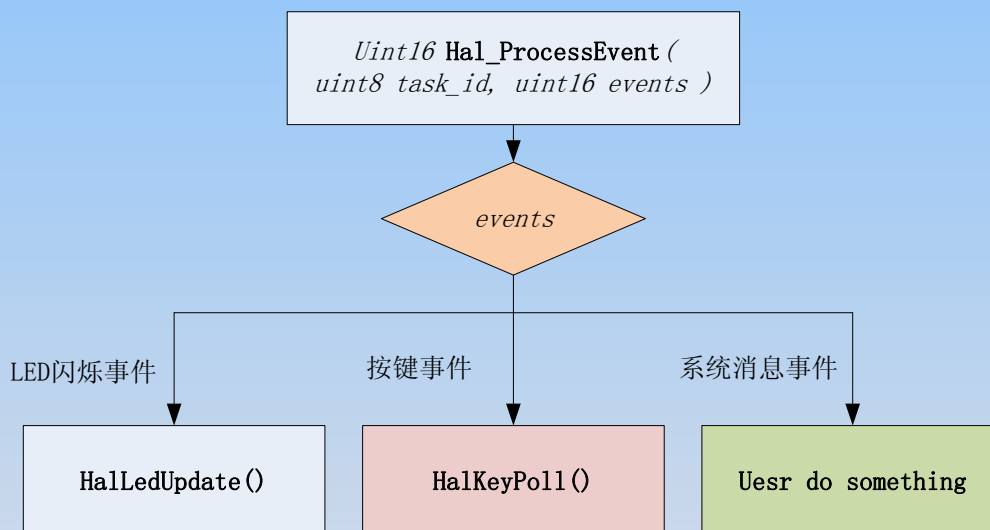 Uint16 Hal_ProcessEvent(
uint8 task_id, uint16 events )
events
LED闪烁事件
按键事件
系统消息事件
HalLedUpdate()
HalKeyPoll()
Uesr do something